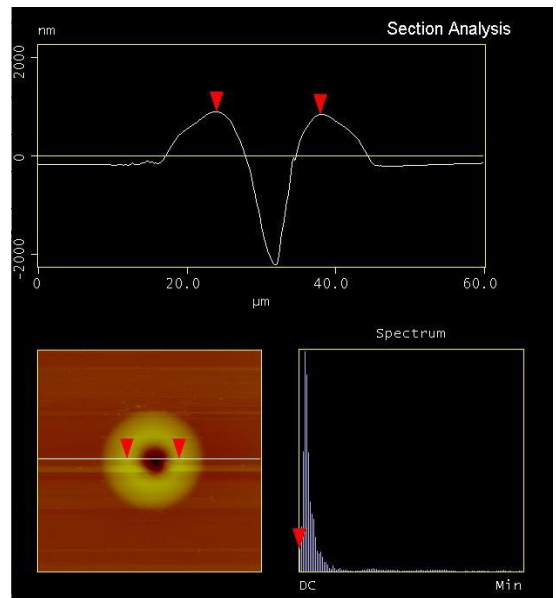 nm
Section Analysis
2000
0
-2000
0
20.0
40.0
60.0
µm
Spectrum
DC
Min